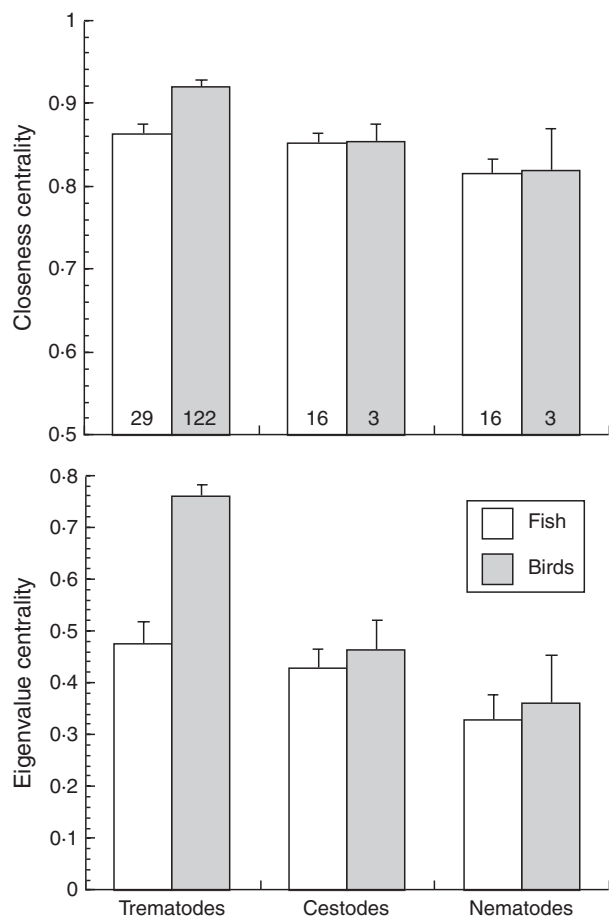 1
0·9
0·8
0·7
0·6
0·5
Closeness centrality
29 122 16 3 16 3
0·8
0·7
0·6
0·5
0·4
0·3
0·2
0·1
0
Eigenvalue centrality
Fish
Birds
Trematodes Cestodes Nematodes